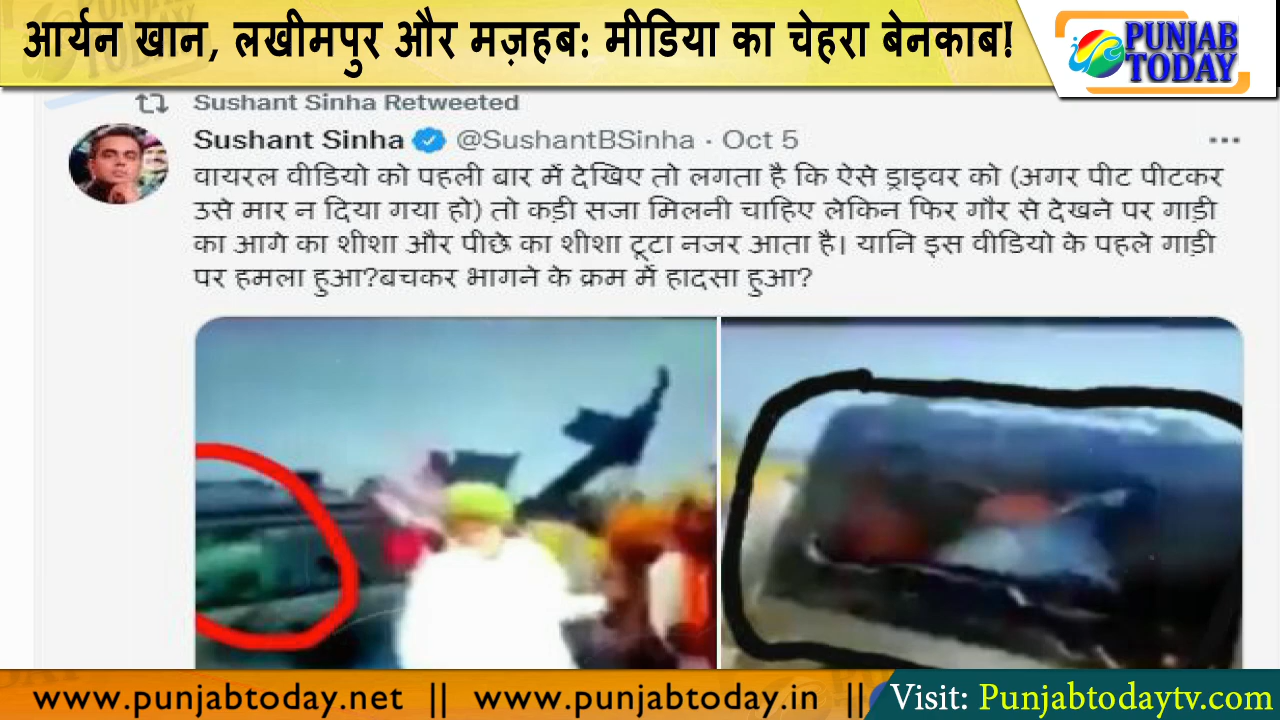 आर्यन खान, लखीमपुर और मज़हब: मीडिया का चेहरा बेनकाब!
PUNJAB
TODAY
Sushant Sinha Retweeted
Sushant Sinha @SushantBSinha · Oct 5
वायरल वीडियो को पहली बार में देखिए तो लगता है कि ऐसे ड्राइवर को (अगर पीट पीटकर
उसे मार न दिया गया हो) तो कड़ी सजा मिलनी चाहिए लेकिन फिर गौर से देखने पर गाड़ी
का आगे का शीशा और पीछे का शीशा टूटा नजर आता है। यानि इस वीडियो के पहले गाड़ी
पर हमला हुआ?बचकर भागने के क्रम में हादसा हुआ?
www.punjabtoday.net || www.punjabtoday.in || Visit: Punjabtodaytv.com